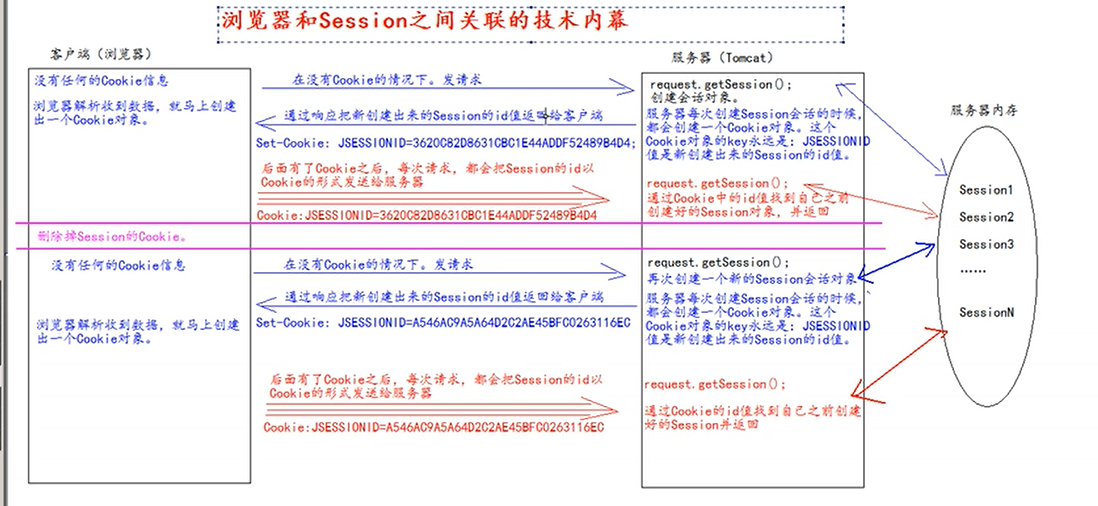 浏览器和Session之间关联的技术内幕
客户端（浏览器）
服务器（Tomcat）
没有任何的Cookie信息
浏览器解析收到数据，就马上创建
出一个Cookie对象。
在没有Cookie的情况下。发请求
通过响应把新创建出来的Session的id值返回给客户端
Set-Cookie: JSESSIONID=3620C82D8631CBC1E44ADDF52489B4D4;
后面有了Cookie之后，每次请求，都会把Session的id以
Cookie的形式发送给服务器
Cookie:JSESSIONID=3620C82D8631CBC1E44ADDF52489B4D4
request.getSession();
创建会话对象。
服务器每次创建Session会话的时候，
都会创建一个Cookie对象。这个
Cookie对象的key永远是：JSESSIONID
值是新创建出来的Session的id值。
request.getSession();
通过Cookie中的id值找到自己之前
创建好的Session对象，并返回
服务器内存
Session1
Session2
Session3
......
SessionN
删除掉Session的Cookie。
没有任何的Cookie信息
浏览器解析收到数据，就马上创建
出一个Cookie对象。
在没有Cookie的情况下。发请求
通过响应把新创建出来的Session的id值返回给客户端
Set-Cookie: JSESSIONID=A546AC9A5A64D2C2AE45BFC0263116EC
后面有了Cookie之后，每次请求，都会把Session的id以
Cookie的形式发送给服务器
Cookie:JSESSIONID=A546AC9A5A64D2C2AE45BFC0263116EC
request.getSession();
再次创建一个新的Session会话对象
服务器每次创建Session会话的时候，
都会创建一个Cookie对象。这个
Cookie对象的key永远是：JSESSIONID
值是新创建出来的Session的id值。
request.getSession();
通过Cookie的id值找到自己之前创建
好的Session并返回